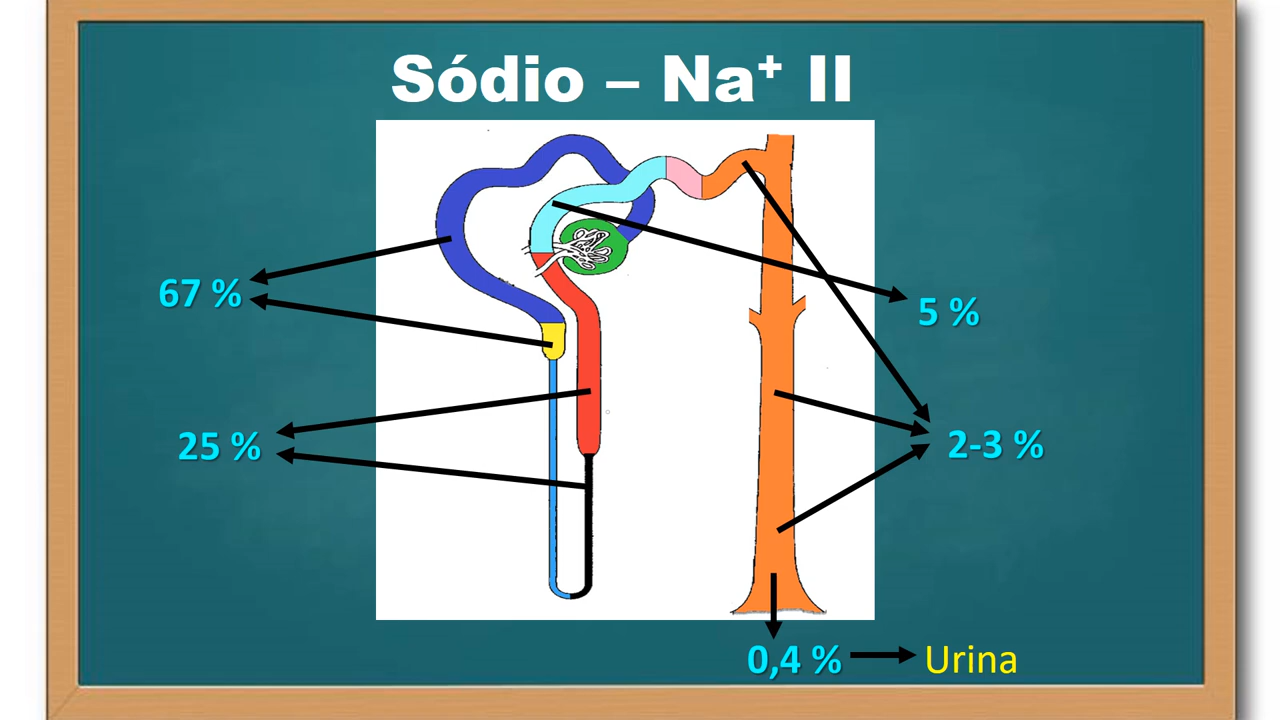 Sódio – Na⁺ II
67 %
5 %
25 %
2-3 %
0,4 %
Urina